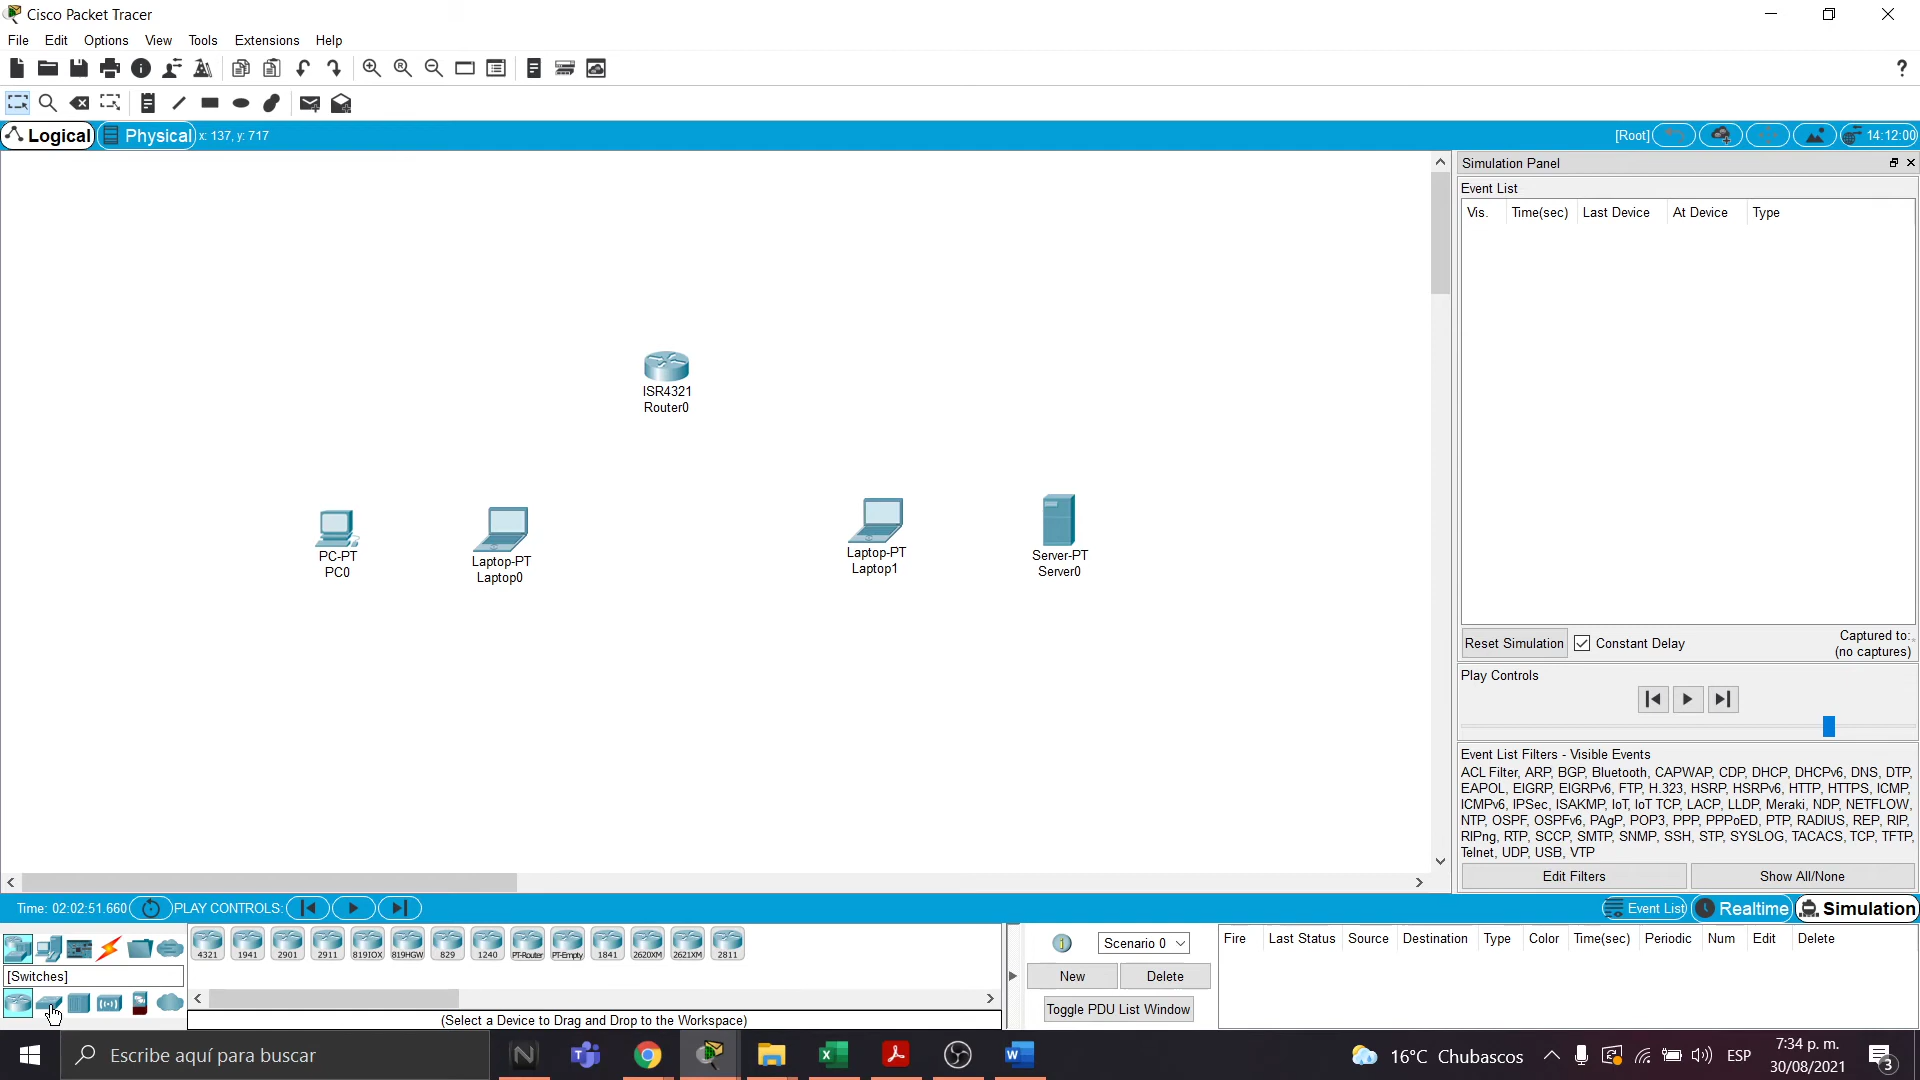 Cisco Packet Tracer
File Edit Options View Tools Extensions Help
Logical Physical x: 137, y: 717 [Root] 14:12:00
Simulation Panel
Event List
Vis. Time(sec) Last Device At Device Type
ISR4321
Router0
PC-PT
PC0
Laptop-PT
Laptop0
Laptop-PT
Laptop1
Server-PT
Server0
Reset Simulation Constant Delay Captured to:
(no captures)
Play Controls
Event List Filters - Visible Events
ACL Filter, ARP, BGP, Bluetooth, CAPWAP, CDP, DHCP, DHCPv6, DNS, DTP,
EAPOL, EIGRP, EIGRPv6, FTP, H.323, HSRP, HSRPv6, HTTP, HTTPS, ICMP,
ICMPv6, IPSec, ISAKMP, IoT, IoT TCP, LACP, LLDP, Meraki, NDP, NETFLOW,
NTP, OSPF, OSPFv6, PAgP, POP3, PPP, PPPoED, PTP, RADIUS, REP, RIP,
RIPng, RTP, SCCP, SMTP, SNMP, SSH, STP, SYSLOG, TACACS, TCP, TFTP,
Telnet, UDP, USB, VTP
Edit Filters Show All/None
Time: 02:02:51.660 PLAY CONTROLS: Event List Realtime Simulation
4321 1941 2901 2911 819IOX 819HGW 829 1240 PT-Router PT-Empty 1841 2620XM 2621XM 2811
[Switches]
(Select a Device to Drag and Drop to the Workspace)
Scenario 0
New Delete
Toggle PDU List Window
Fire Last Status Source Destination Type Color Time(sec) Periodic Num Edit Delete
Escribe aquí para buscar
16°C Chubascos ESP
7:34 p. m.
30/08/2021
3